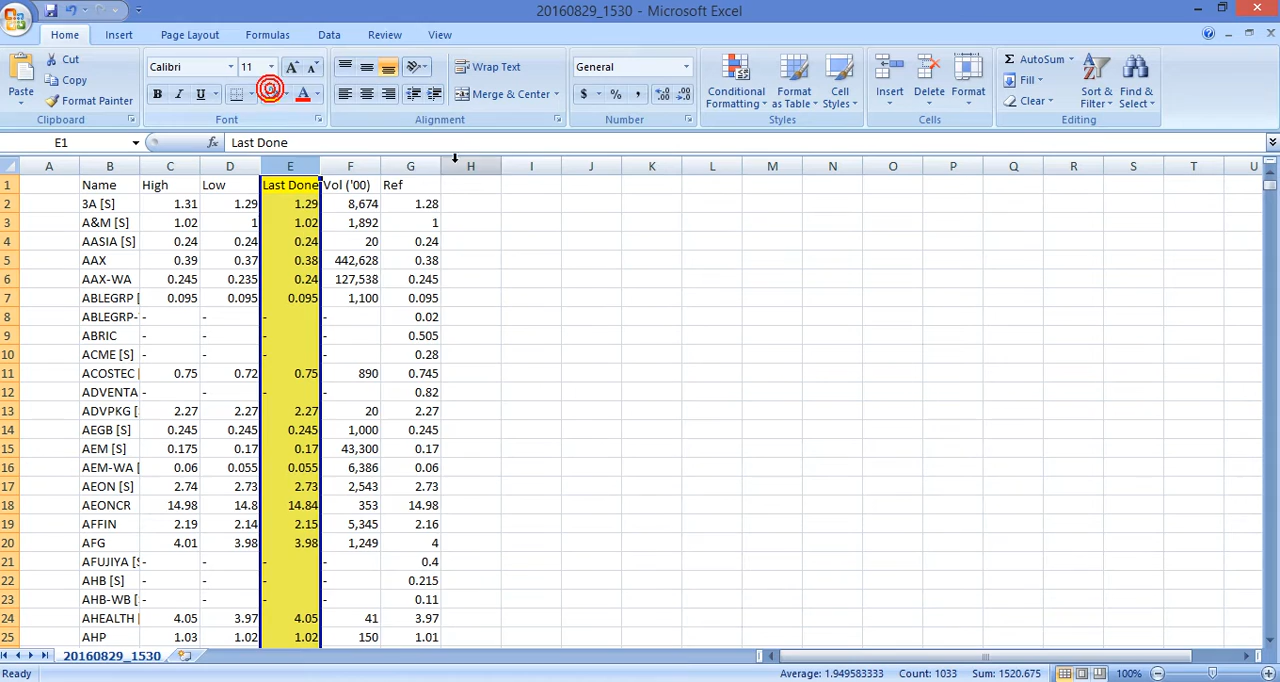 20160829_1530 - Microsoft Excel
Home Insert Page Layout Formulas Data Review View
Paste Cut Copy Format Painter Clipboard
Calibri 11 B I U A Font
Wrap Text Merge & Center Alignment
General $ % , Number
Conditional Formatting Format as Table Cell Styles Styles
Insert Delete Format Cells
Σ AutoSum Fill Clear Sort & Filter Find & Select Editing
E1 fx Last Done
A B C D E F G H I J K L M N O P Q R S T U
1 Name High Low Last Done Vol ('00) Ref
2 3A [S] 1.31 1.29 1.29 8,674 1.28
3 A&M [S] 1.02 1 1.02 1,892 1
4 AASIA [S] 0.24 0.24 0.24 20 0.24
5 AAX 0.39 0.37 0.38 442,628 0.38
6 AAX-WA 0.245 0.235 0.24 127,538 0.245
7 ABLEGRP [ 0.095 0.095 0.095 1,100 0.095
8 ABLEGRP- - - - - 0.02
9 ABRIC - - - - 0.505
10 ACME [S] - - - - 0.28
11 ACOSTEC [ 0.75 0.72 0.75 890 0.745
12 ADVENTA - - - - 0.82
13 ADVPKG [ 2.27 2.27 2.27 20 2.27
14 AEGB [S] 0.245 0.245 0.245 1,000 0.245
15 AEM [S] 0.175 0.17 0.17 43,300 0.17
16 AEM-WA [ 0.06 0.055 0.055 6,386 0.06
17 AEON [S] 2.74 2.73 2.73 2,543 2.73
18 AEONCR 14.98 14.8 14.84 353 14.98
19 AFFIN 2.19 2.14 2.15 5,345 2.16
20 AFG 4.01 3.98 3.98 1,249 4
21 AFUJIYA [S - - - - 0.4
22 AHB [S] - - - - 0.215
23 AHB-WB [ - - - - 0.11
24 AHEALTH [ 4.05 3.97 4.05 41 3.97
25 AHP 1.03 1.02 1.02 150 1.01
20160829_1530
Ready Average: 1.949583333 Count: 1033 Sum: 1520.675 100%